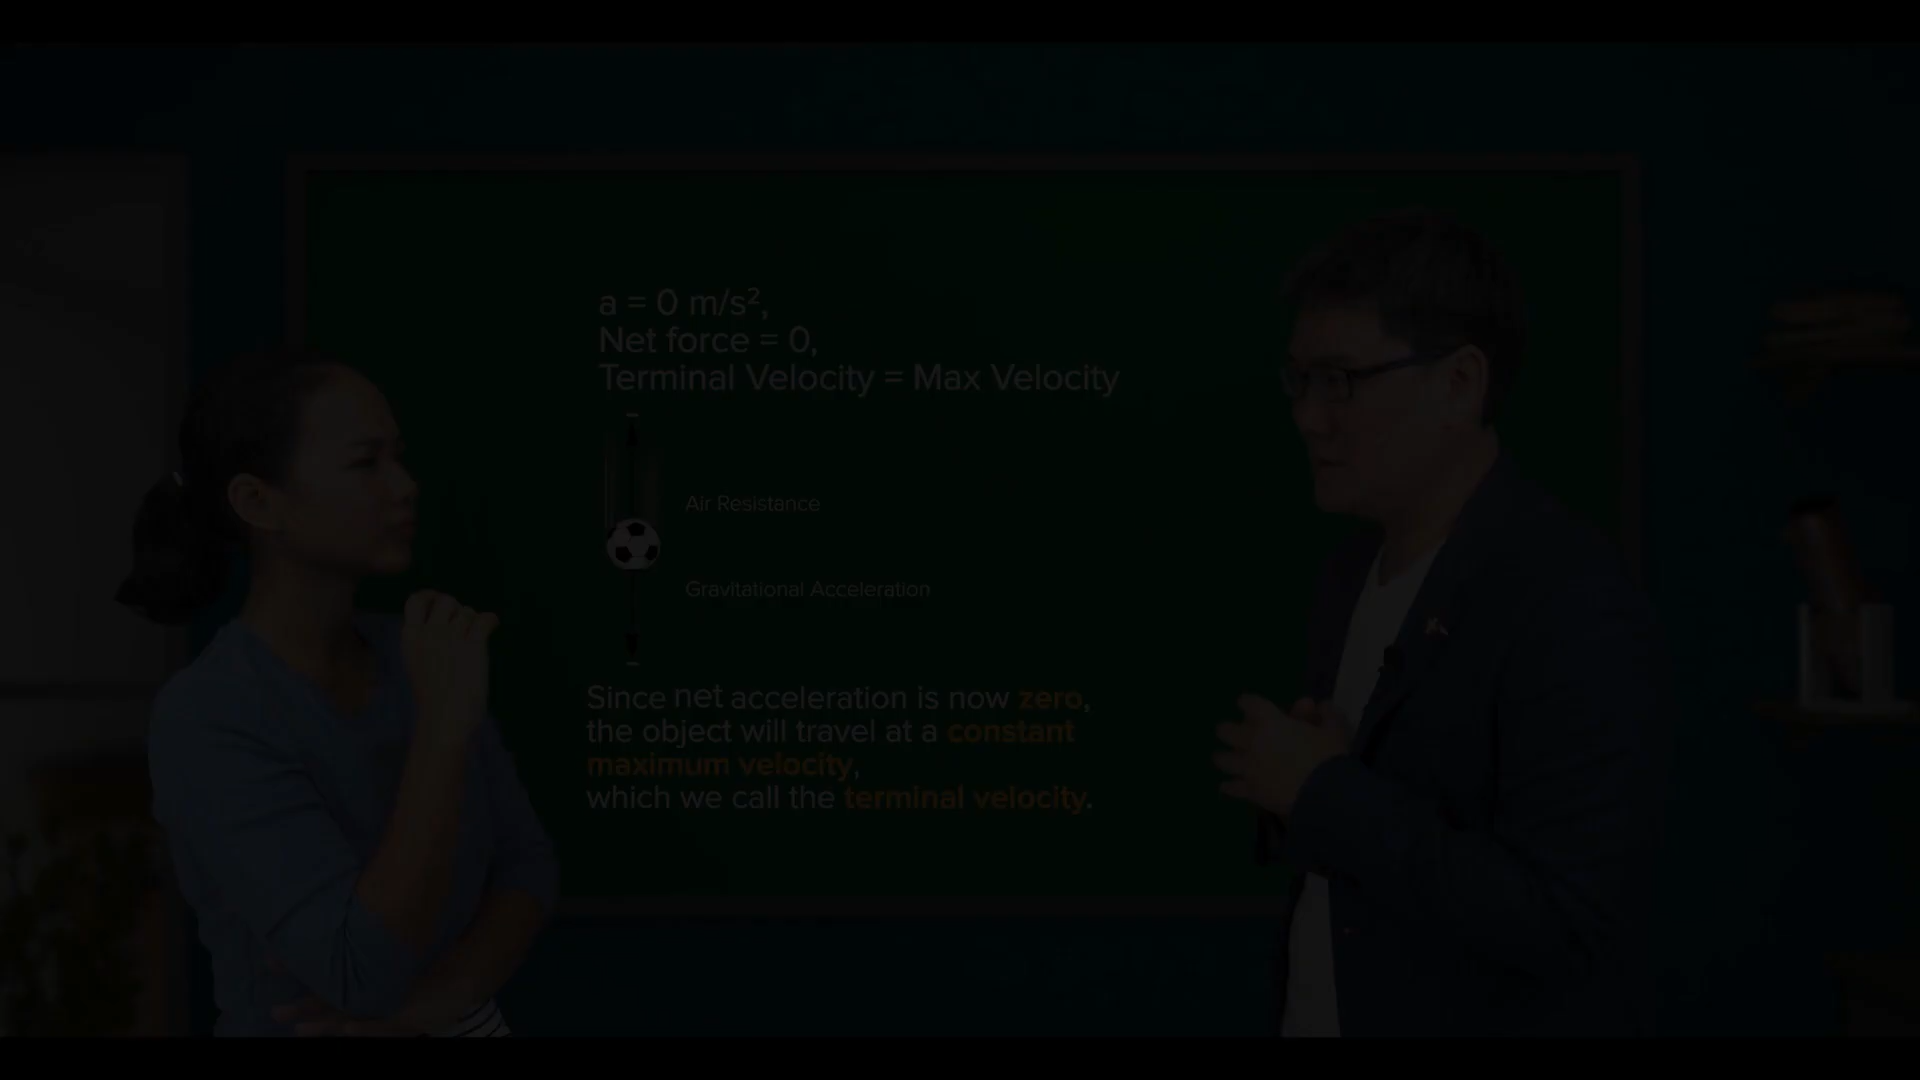 a = 0 m/s²,
Net force = 0,
Terminal Velocity = Max Velocity
Air Resistance
Gravitational Acceleration
Since net acceleration is now zero,
the object will travel at a constant
maximum velocity,
which we call the terminal velocity.